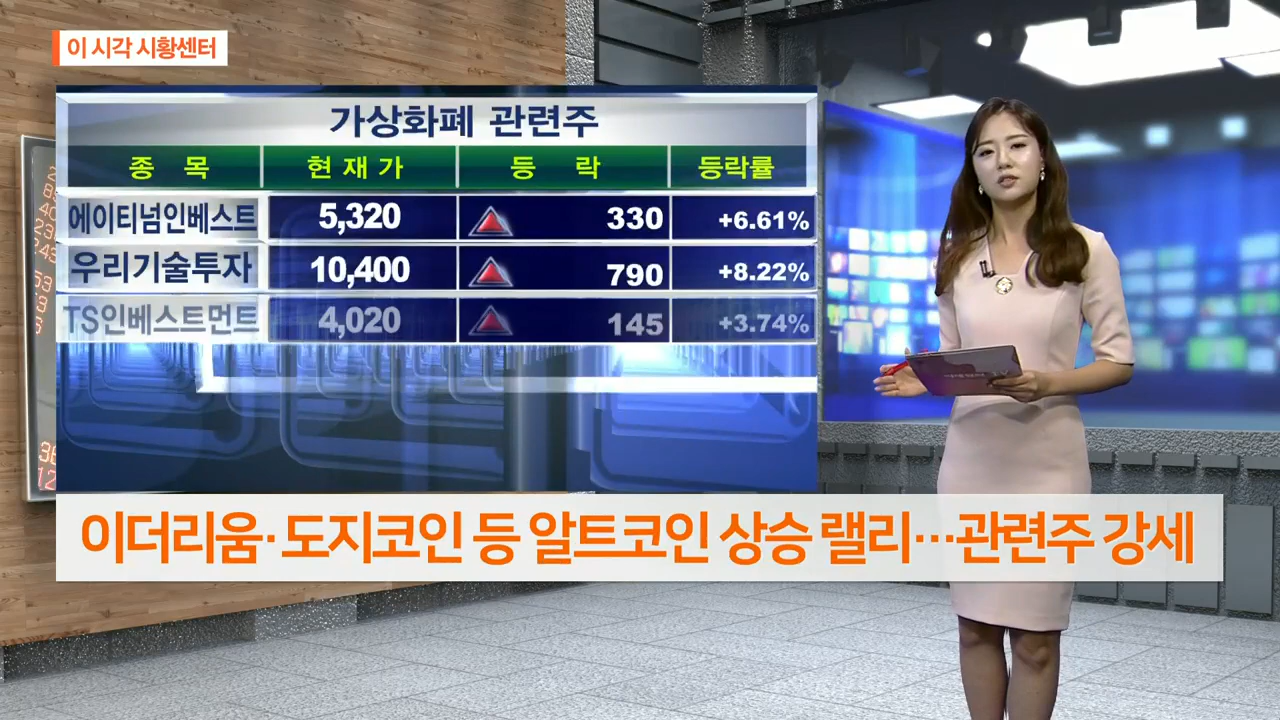 이 시각 시황센터
가상화폐 관련주
종 목 현 재 가 등 락 등락률
에이티넘인베스트 5,320 ▲ 330 +6.61%
우리기술투자 10,400 ▲ 790 +8.22%
TS인베스트먼트 4,020 ▲ 145 +3.74%
이더리움·도지코인 등 알트코인 상승 랠리…관련주 강세